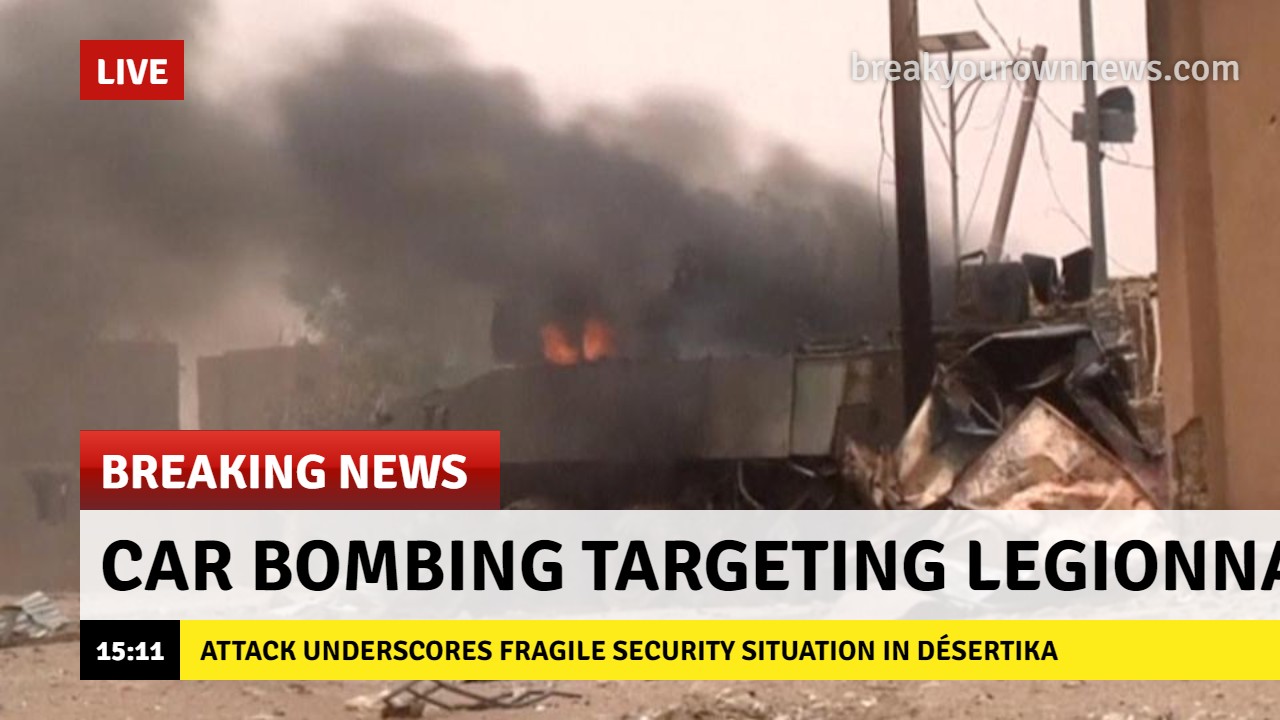 LIVE
breakyourownnews.com
BREAKING NEWS
CAR BOMBING TARGETING LEGIONNA
15:11
ATTACK UNDERSCORES FRAGILE SECURITY SITUATION IN DÉSERTIKA